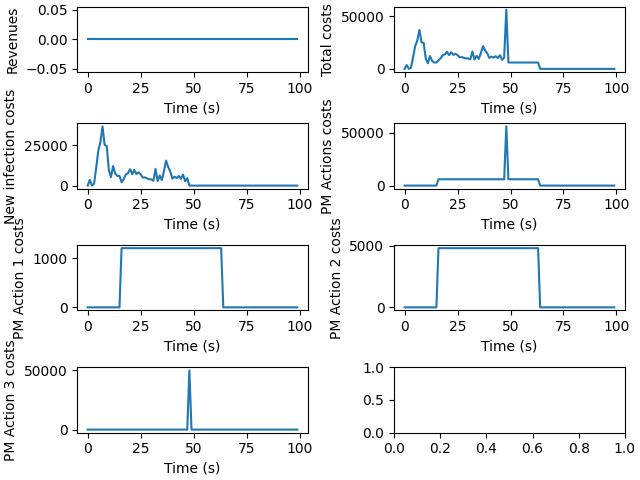 Revenues
0.05
0.00
−0.05
0 25 50 75 100
Time (s)
Total costs
50000
0
0 25 50 75 100
Time (s)
New infection costs
25000
0
0 25 50 75 100
Time (s)
PM Actions costs
50000
0
0 25 50 75 100
Time (s)
PM Action 1 costs
1000
0
0 25 50 75 100
Time (s)
PM Action 2 costs
5000
0
0 25 50 75 100
Time (s)
PM Action 3 costs
50000
0
0 25 50 75 100
Time (s)
1.0
0.5
0.0
0.0 0.2 0.4 0.6 0.8 1.0